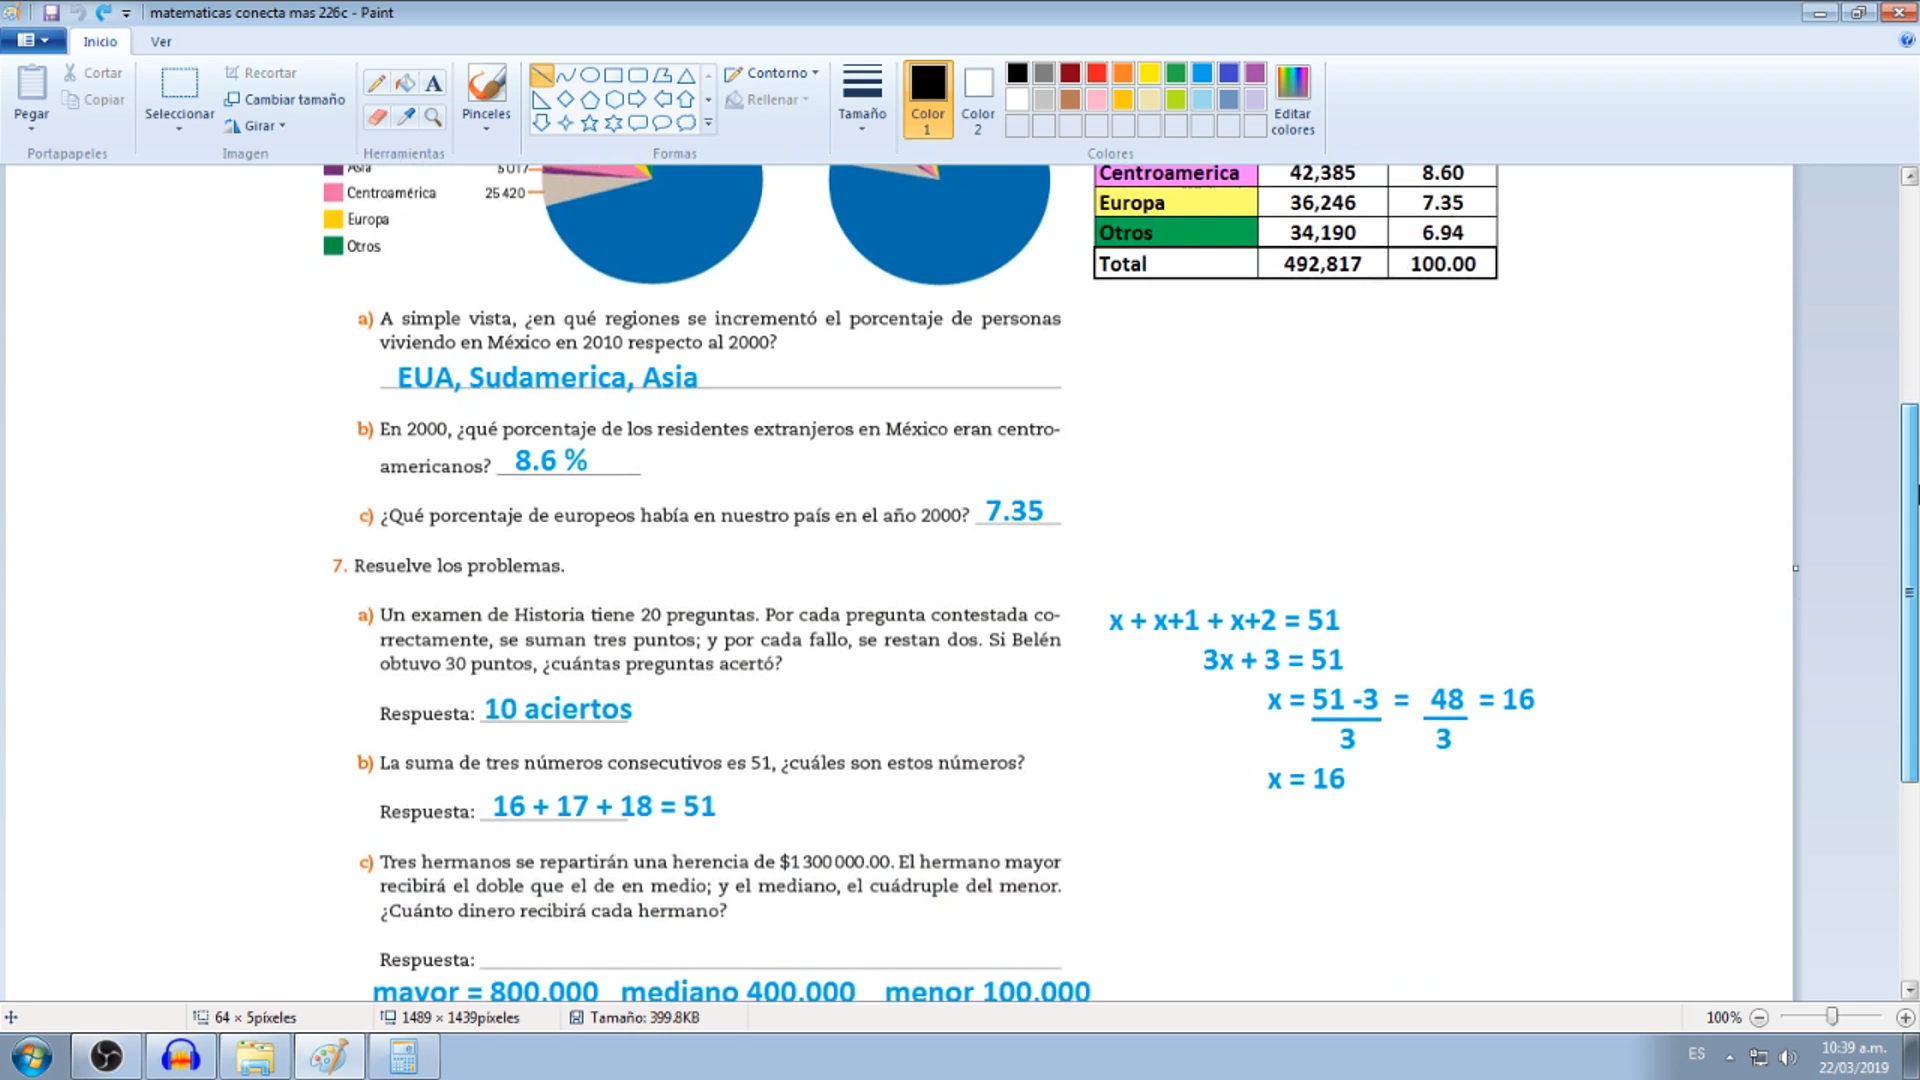 matematicas conecta mas 226c - Paint
Inicio
Ver
Pegar
Cortar
Copiar
Portapapeles
Seleccionar
Recortar
Cambiar tamaño
Girar
Imagen
A
Herramientas
Pinceles
Contorno
Rellenar
Formas
Tamaño
Color 1
Color 2
Editar colores
Colores
Asia 5 017
Centroamérica 25 420
Europa
Otros
Centroamerica 42,385 8.60
Europa 36,246 7.35
Otros 34,190 6.94
Total 492,817 100.00
a) A simple vista, ¿en qué regiones se incrementó el porcentaje de personas
viviendo en México en 2010 respecto al 2000?
EUA, Sudamerica, Asia
b) En 2000, ¿qué porcentaje de los residentes extranjeros en México eran centro-
americanos? 8.6 %
c) ¿Qué porcentaje de europeos había en nuestro país en el año 2000? 7.35
7. Resuelve los problemas.
a) Un examen de Historia tiene 20 preguntas. Por cada pregunta contestada co-
rrectamente, se suman tres puntos; y por cada fallo, se restan dos. Si Belén
obtuvo 30 puntos, ¿cuántas preguntas acertó?
Respuesta: 10 aciertos
b) La suma de tres números consecutivos es 51, ¿cuáles son estos números?
Respuesta: 16 + 17 + 18 = 51
c) Tres hermanos se repartirán una herencia de $1 300 000.00. El hermano mayor
recibirá el doble que el de en medio; y el mediano, el cuádruple del menor.
¿Cuánto dinero recibirá cada hermano?
Respuesta:
mayor = 800,000 mediano 400,000 menor 100,000
x + x+1 + x+2 = 51
3x + 3 = 51
x = 51 -3 = 48 = 16
3 3
x = 16
64 × 5píxeles
1489 × 1439píxeles
Tamaño: 399.8KB
100%
ES
10:39 a.m.
22/03/2019